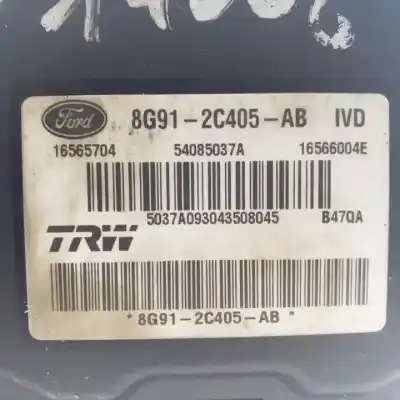 Ford 8G91-2C405-AB IVD
16565704 54085037A 16566004E
5037A093043508045 B47QA
TRW
*8G91-2C405-AB*